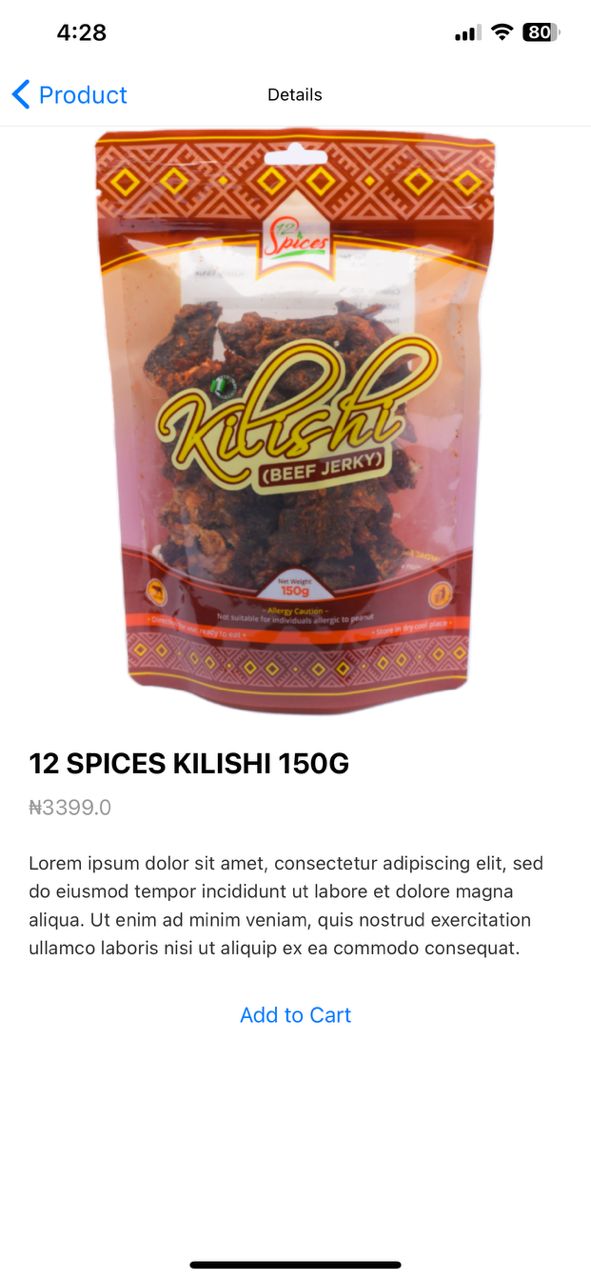 4:28
80
Product
Details
12
Spices
Kilishi
(BEEF JERKY)
Net Weight
150g
- Allergy Caution -
Not suitable for individuals allergic to peanut
ready to eat •
• Store in dry cool place •
12 SPICES KILISHI 150G
₦3399.0
Lorem ipsum dolor sit amet, consectetur adipiscing elit, sed
do eiusmod tempor incididunt ut labore et dolore magna
aliqua. Ut enim ad minim veniam, quis nostrud exercitation
ullamco laboris nisi ut aliquip ex ea commodo consequat.
Add to Cart